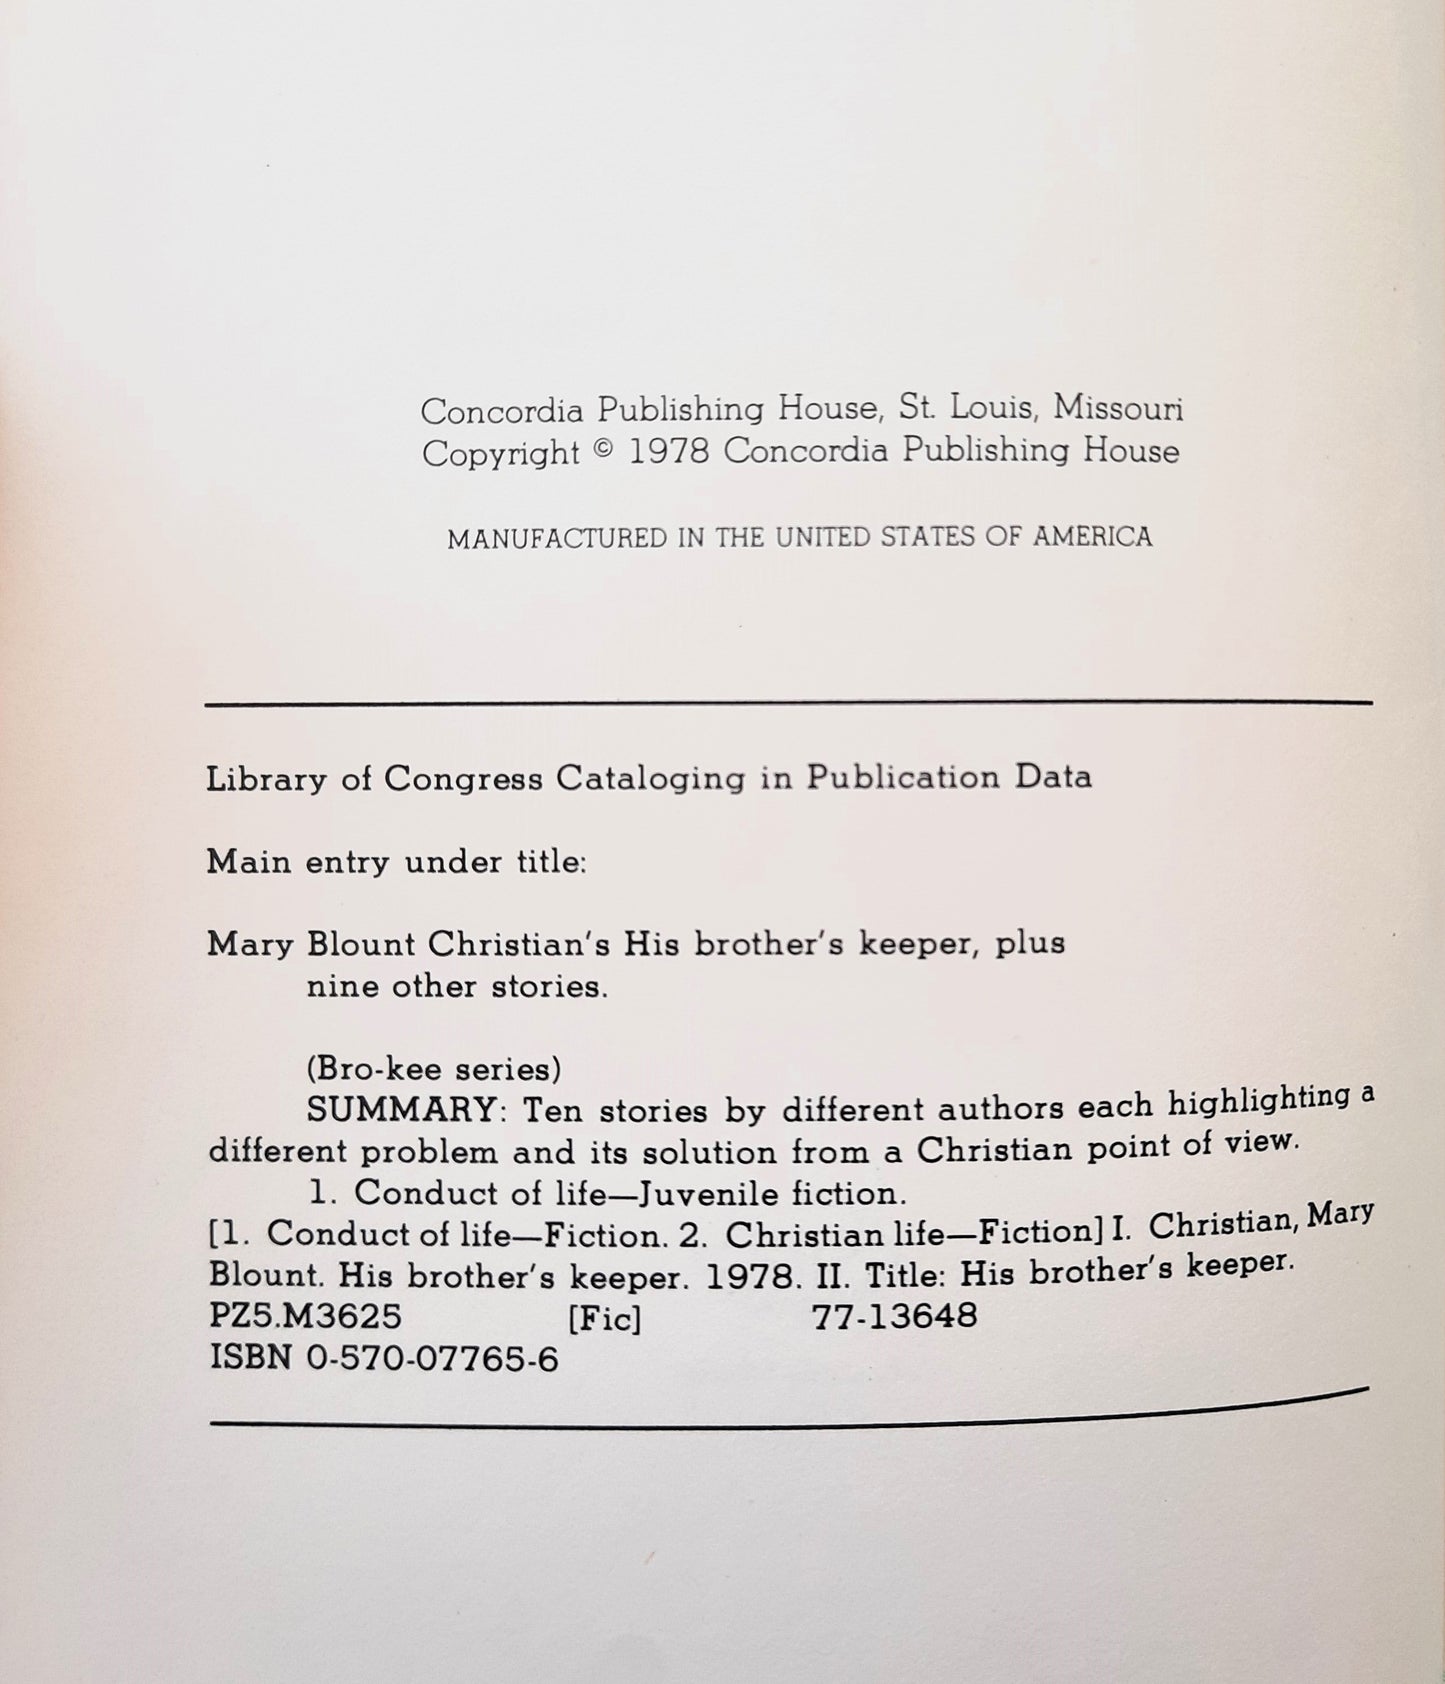 Concordia Publishing House, St. Louis, Missouri
Copyright © 1978 Concordia Publishing House
MANUFACTURED IN THE UNITED STATES OF AMERICA
Library of Congress Cataloging in Publication Data
Main entry under title:
Mary Blount Christian's His brother's keeper, plus
nine other stories.
(Bro-kee series)
SUMMARY: Ten stories by different authors each highlighting a
different problem and its solution from a Christian point of view.
1. Conduct of life—Juvenile fiction.
[1. Conduct of life—Fiction. 2. Christian life—Fiction] I. Christian, Mary
Blount. His brother's keeper. 1978. II. Title: His brother's keeper.
PZ5.M3625 [Fic] 77-13648
ISBN 0-570-07765-6